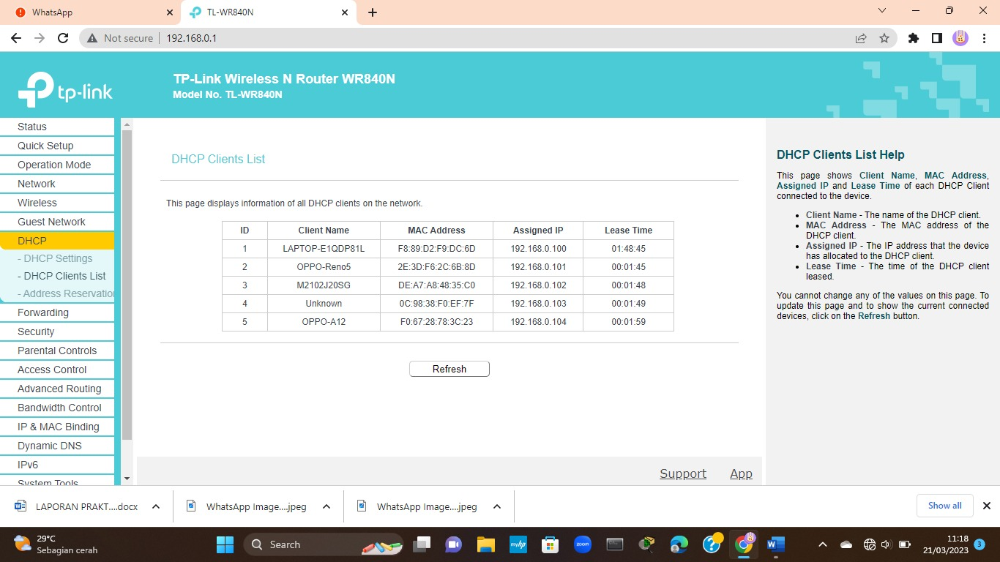 WhatsApp
TL-WR840N
Not secure
192.168.0.1
tp-link
TP-Link Wireless N Router WR840N
Model No. TL-WR840N
Status
Quick Setup
Operation Mode
Network
Wireless
Guest Network
DHCP
- DHCP Settings
- DHCP Clients List
- Address Reservatio
Forwarding
Security
Parental Controls
Access Control
Advanced Routing
Bandwidth Control
IP & MAC Binding
Dynamic DNS
IPv6
System Tools
DHCP Clients List
This page displays information of all DHCP clients on the network.
ID Client Name MAC Address Assigned IP Lease Time
1 LAPTOP-E1QDP81L F8:89:D2:F9:DC:6D 192.168.0.100 01:48:45
2 OPPO-Reno5 2E:3D:F6:2C:6B:8D 192.168.0.101 00:01:45
3 M2102J20SG DE:A7:A8:48:35:C0 192.168.0.102 00:01:48
4 Unknown 0C:98:38:F0:EF:7F 192.168.0.103 00:01:49
5 OPPO-A12 F0:67:28:78:3C:23 192.168.0.104 00:01:59
Refresh
Support App
DHCP Clients List Help
This page shows Client Name, MAC Address,
Assigned IP and Lease Time of each DHCP Client
connected to the device.
• Client Name - The name of the DHCP client.
• MAC Address - The MAC address of the
DHCP client.
• Assigned IP - The IP address that the device
has allocated to the DHCP client.
• Lease Time - The time of the DHCP client
leased.
You cannot change any of the values on this page. To
update this page and to show the current connected
devices, click on the Refresh button.
LAPORAN PRAKT....docx
WhatsApp Image....jpeg
WhatsApp Image....jpeg
Show all
29°C
Sebagian cerah
Search
myhp
zoom
11:18
21/03/2023
3